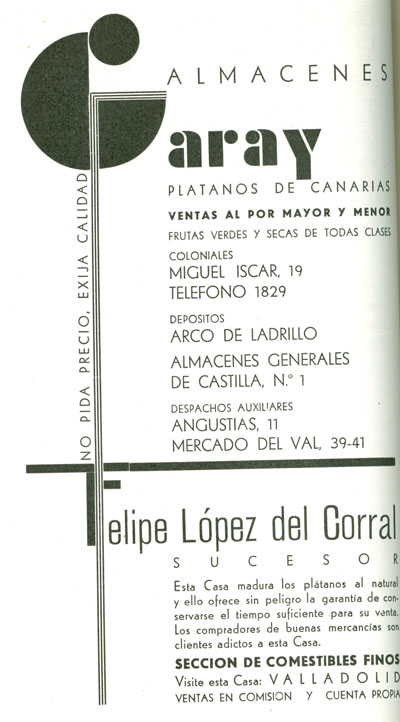 ALMACENES
Garay
PLATANOS DE CANARIAS
VENTAS AL POR MAYOR Y MENOR
FRUTAS VERDES Y SECAS DE TODAS CLASES
COLONIALES
MIGUEL ISCAR, 19
TELEFONO 1829
DEPOSITOS
ARCO DE LADRILLO
ALMACENES GENERALES
DE CASTILLA, N.º 1
DESPACHOS AUXILIARES
ANGUSTIAS, 11
MERCADO DEL VAL, 39-41
NO PIDA PRECIO, EXIJA CALIDAD
Felipe López del Corral
SUCESOR
Esta Casa madura los plátanos al natural
y ello ofrece sin peligro la garantía de con-
servarse el tiempo suficiente para su venta.
Los compradores de buenas mercancías son
clientes adictos a esta Casa.
SECCION DE COMESTIBLES FINOS
Visite esta Casa: VALLADOLID
VENTAS EN COMISION Y CUENTA PROPIA